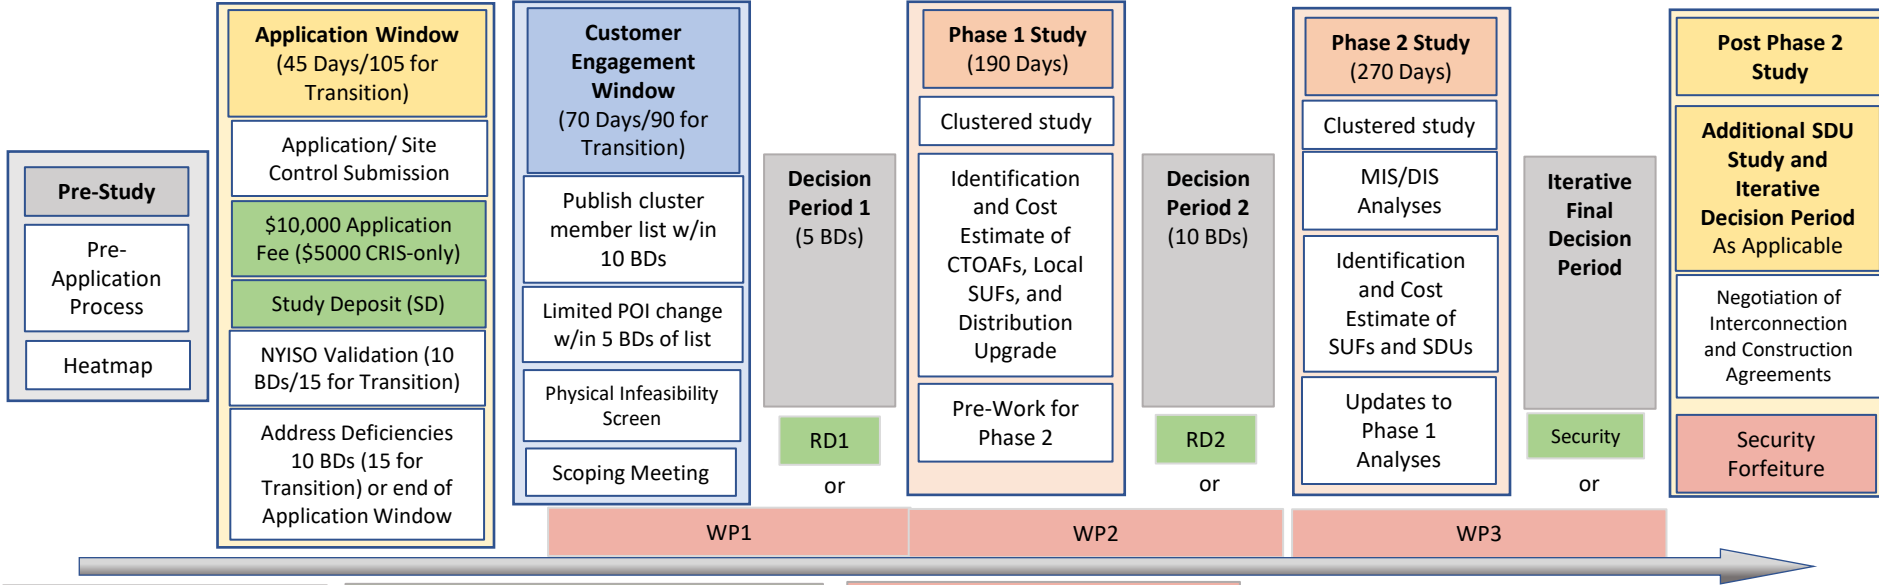 Pre-Study
Pre-
Application
Process
Heatmap
Application Window
(45 Days/105 for
Transition)
Application/ Site
Control Submission
$10,000 Application
Fee ($5000 CRIS-only)
Study Deposit (SD)
NYISO Validation (10
BDs/15 for Transition)
Address Deficiencies
10 BDs (15 for
Transition) or end of
Application Window
Customer
Engagement
Window
(70 Days/90 for
Transition)
Publish cluster
member list w/in
10 BDs
Limited POI change
w/in 5 BDs of list
Physical Infeasibility
Screen
Scoping Meeting
Decision
Period 1
(5 BDs)
RD1
or
WP1
Phase 1 Study
(190 Days)
Clustered study
Identification
and Cost
Estimate of
CTOAFs, Local
SUFs, and
Distribution
Upgrade
Pre-Work for
Phase 2
Decision
Period 2
(10 BDs)
RD2
or
WP2
Phase 2 Study
(270 Days)
Clustered study
MIS/DIS
Analyses
Identification
and Cost
Estimate of
SUFs and SDUs
Updates to
Phase 1
Analyses
Iterative
Final
Decision
Period
Security
or
WP3
Post Phase 2
Study
Additional SDU
Study and
Iterative
Decision Period
As Applicable
Negotiation of
Interconnection
and Construction
Agreements
Security
Forfeiture